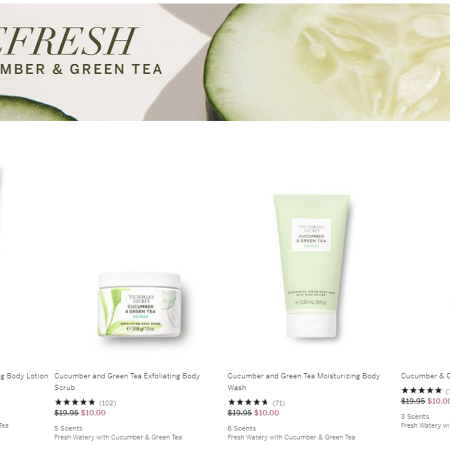 EFRESH
MBER & GREEN TEA
VICTORIA'S
SECRET
CUCUMBER
& GREEN TEA
REFRESH
EXFOLIATING BODY SCRUB
VICTORIA'S
SECRET
CUCUMBER
& GREEN TEA
REFRESH
g Body Lotion
Cucumber and Green Tea Exfoliating Body
Scrub
(102)
$19.95 $10.00
5 Scents
Fresh Watery with Cucumber & Green Tea
Cucumber and Green Tea Moisturizing Body
Wash
(71)
$19.95 $10.00
6 Scents
Fresh Watery with Cucumber & Green Tea
Cucumber & G
$19.95 $10.0
3 Scents
Fresh Watery wi
Tea